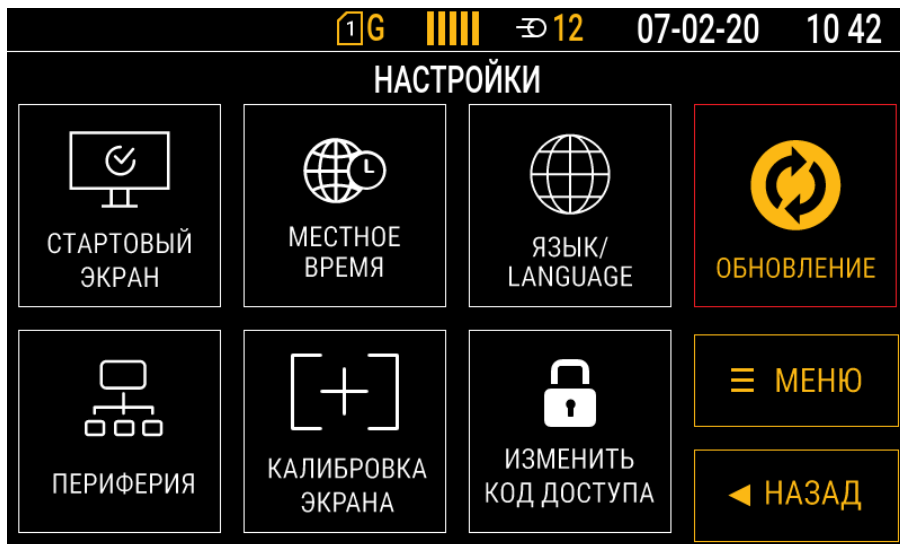 1 G 12 07-02-20 10 42
НАСТРОЙКИ
СТАРТОВЫЙ
ЭКРАН
МЕСТНОЕ
ВРЕМЯ
ЯЗЫК/
LANGUAGE
ОБНОВЛЕНИЕ
ПЕРИФЕРИЯ
КАЛИБРОВКА
ЭКРАНА
ИЗМЕНИТЬ
КОД ДОСТУПА
МЕНЮ
НАЗАД